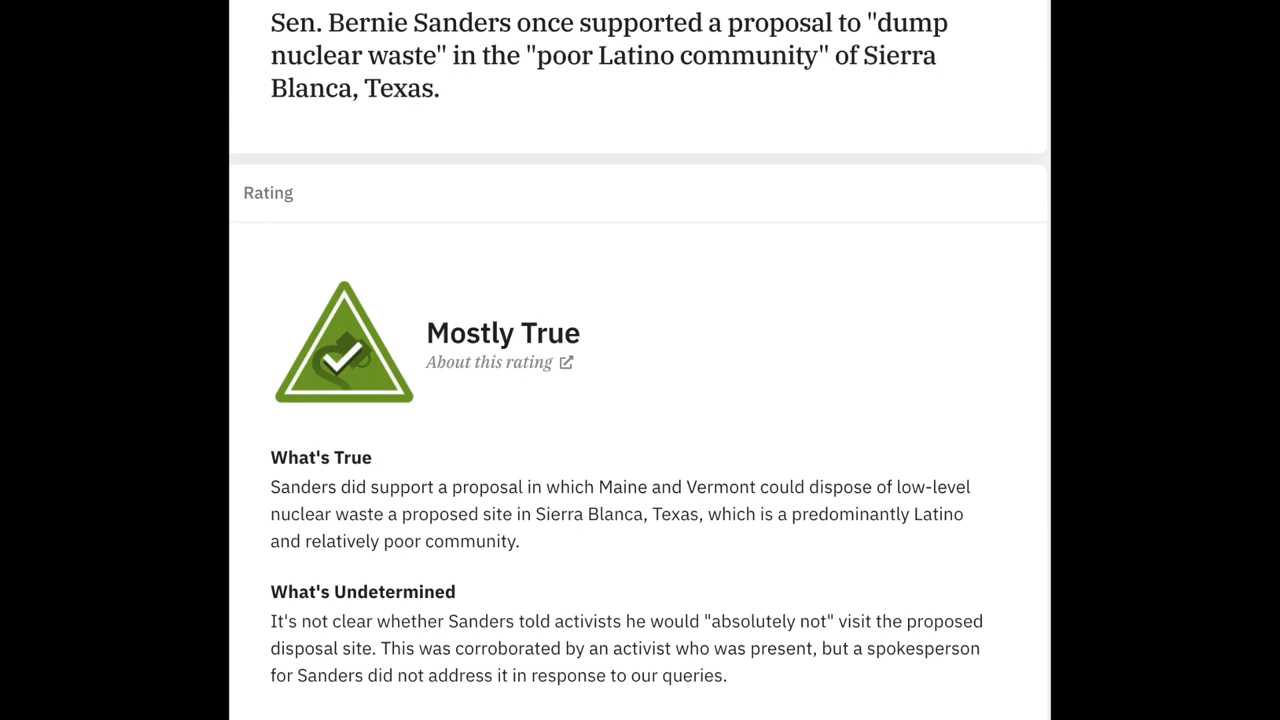 Sen. Bernie Sanders once supported a proposal to "dump
nuclear waste" in the "poor Latino community" of Sierra
Blanca, Texas.
Rating
Mostly True
About this rating
What's True
Sanders did support a proposal in which Maine and Vermont could dispose of low-level
nuclear waste a proposed site in Sierra Blanca, Texas, which is a predominantly Latino
and relatively poor community.
What's Undetermined
It's not clear whether Sanders told activists he would "absolutely not" visit the proposed
disposal site. This was corroborated by an activist who was present, but a spokesperson
for Sanders did not address it in response to our queries.